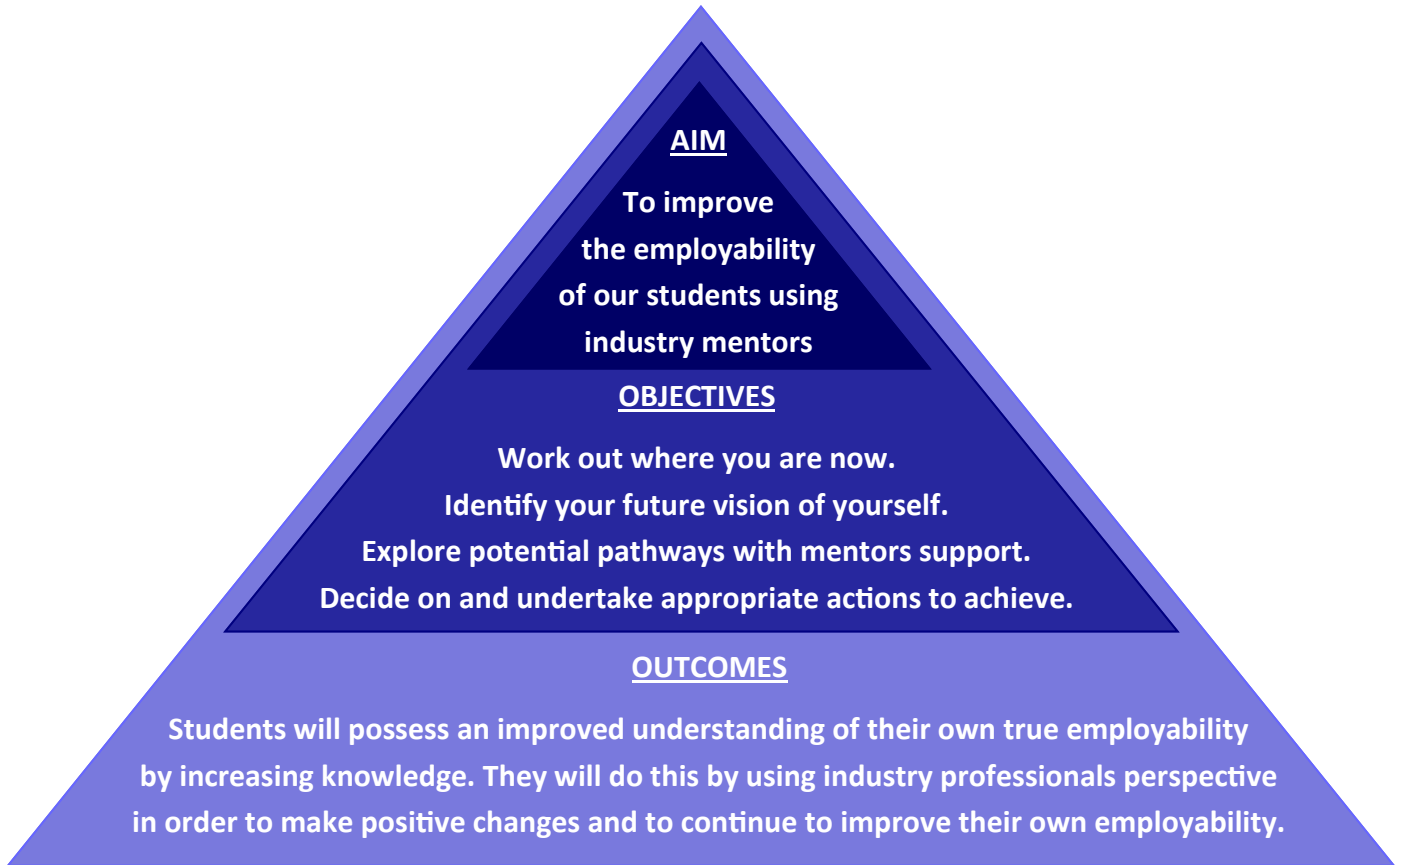 AIM
To improve
the employability
of our students using
industry mentors
OBJECTIVES
Work out where you are now.
Identify your future vision of yourself.
Explore potential pathways with mentors support.
Decide on and undertake appropriate actions to achieve.
OUTCOMES
Students will possess an improved understanding of their own true employability
by increasing knowledge. They will do this by using industry professionals perspective
in order to make positive changes and to continue to improve their own employability.